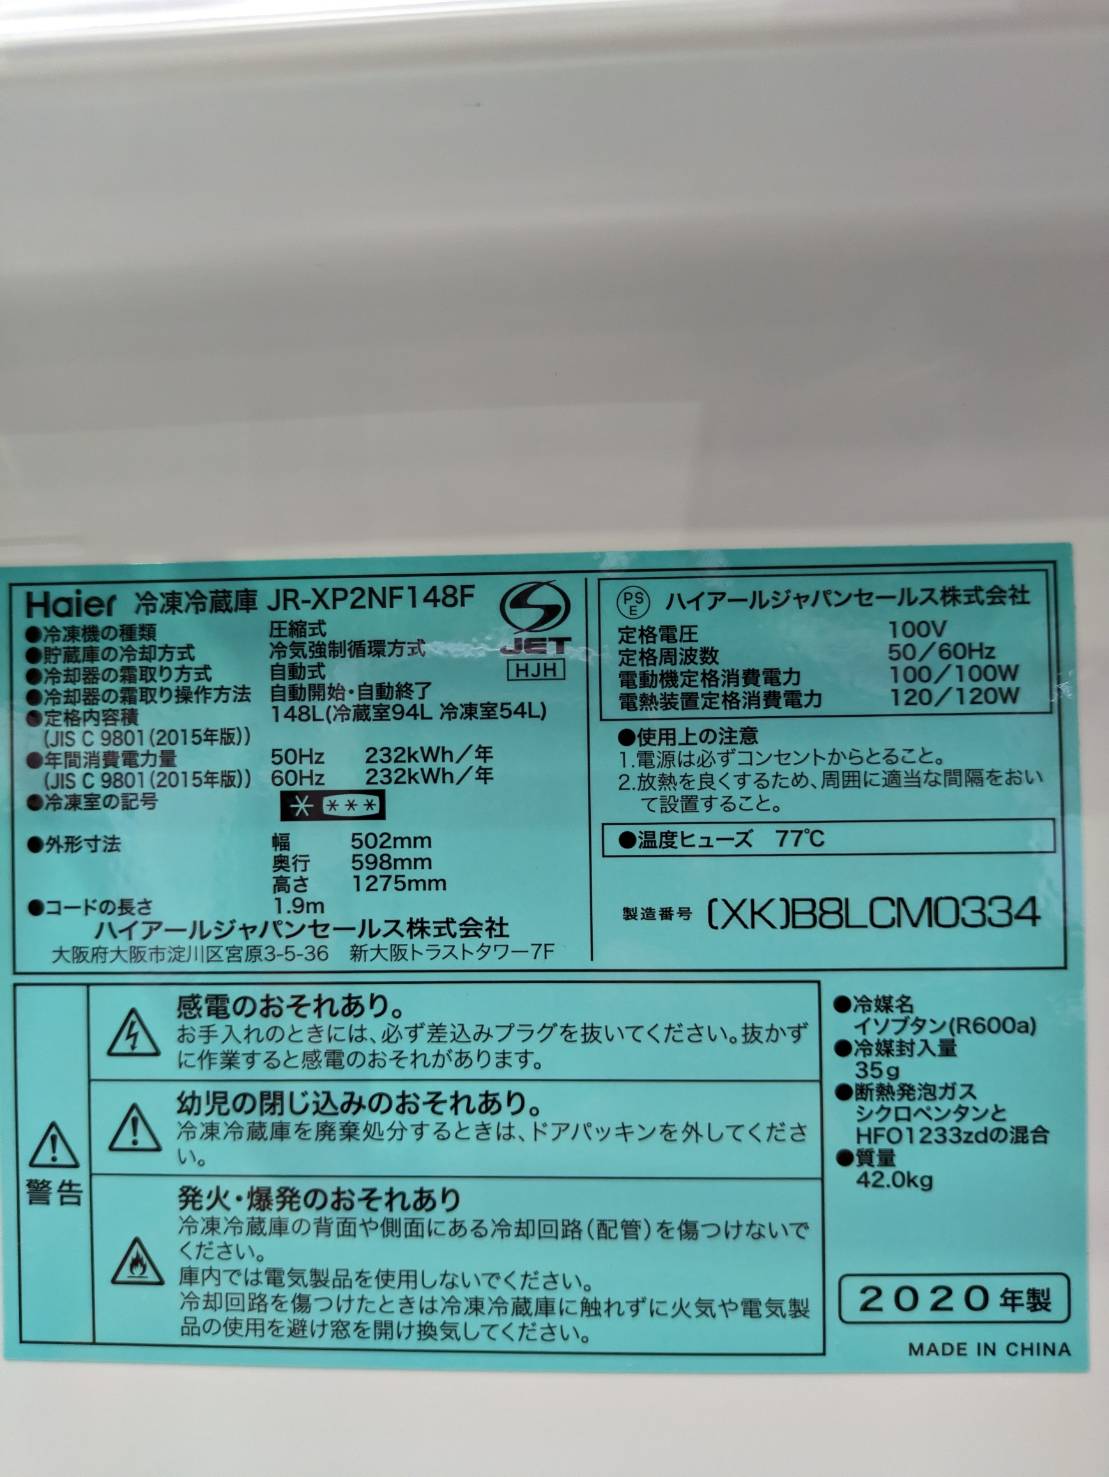 Haier 冷凍冷蔵庫 JR-XP2NF148F
●冷凍機の種類 圧縮式
●貯蔵庫の冷却方式 冷気強制循環方式
●冷却器の霜取り方式 自動式
●冷却器の霜取り操作方法 自動開始・自動終了
●定格内容積 148L(冷蔵室94L 冷凍室54L)
(JIS C 9801(2015年版))
●年間消費電力量 50Hz 232kWh/年
(JIS C 9801(2015年版)) 60Hz 232kWh/年
●冷凍室の記号 * ***
●外形寸法 幅 502mm
奥行 598mm
高さ 1275mm
●コードの長さ 1.9m
ハイアールジャパンセールス株式会社
大阪府大阪市淀川区宮原3-5-36 新大阪トラストタワー7F
S
JET
HJH
PS
E
ハイアールジャパンセールス株式会社
定格電圧 100V
定格周波数 50/60Hz
電動機定格消費電力 100/100W
電熱装置定格消費電力 120/120W
●使用上の注意
1.電源は必ずコンセントからとること。
2.放熱を良くするため、周囲に適当な間隔をおい
て設置すること。
●温度ヒューズ 77℃
製造番号 (XK)B8LCM0334
警告
感電のおそれあり。
お手入れのときには、必ず差込みプラグを抜いてください。抜かず
に作業すると感電のおそれがあります。
幼児の閉じ込みのおそれあり。
冷凍冷蔵庫を廃棄処分するときは、ドアパッキンを外してくださ
い。
発火・爆発のおそれあり
冷凍冷蔵庫の背面や側面にある冷却回路(配管)を傷つけないで
ください。
庫内では電気製品を使用しないでください。
冷却回路を傷つけたときは冷凍冷蔵庫に触れずに火気や電気製
品の使用を避け窓を開け換気してください。
●冷媒名
イソブタン(R600a)
●冷媒封入量
35g
●断熱発泡ガス
シクロペンタンと
HFO1233zdの混合
●質量
42.0kg
2020年製
MADE IN CHINA